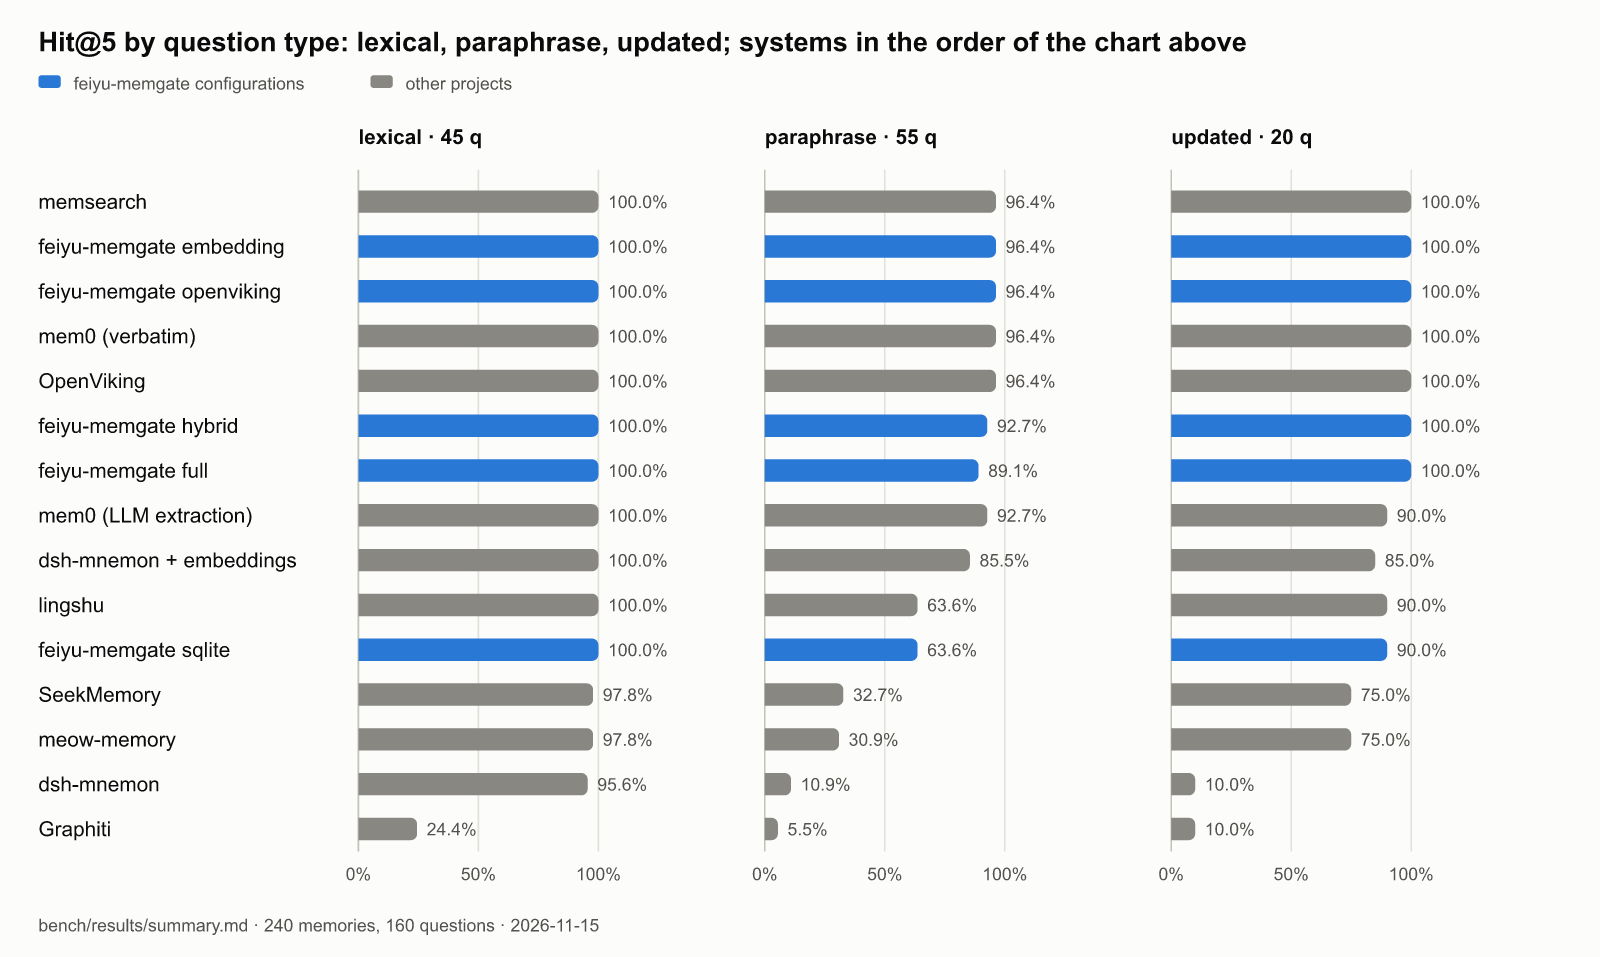 Hit@5 by question type: lexical, paraphrase, updated; systems in the order of the chart above
feiyu-memgate configurations other projects
lexical · 45 q paraphrase · 55 q updated · 20 q
memsearch 100.0% 96.4% 100.0%
feiyu-memgate embedding 100.0% 96.4% 100.0%
feiyu-memgate openviking 100.0% 96.4% 100.0%
mem0 (verbatim) 100.0% 96.4% 100.0%
OpenViking 100.0% 96.4% 100.0%
feiyu-memgate hybrid 100.0% 92.7% 100.0%
feiyu-memgate full 100.0% 89.1% 100.0%
mem0 (LLM extraction) 100.0% 92.7% 90.0%
dsh-mnemon + embeddings 100.0% 85.5% 85.0%
lingshu 100.0% 63.6% 90.0%
feiyu-memgate sqlite 100.0% 63.6% 90.0%
SeekMemory 97.8% 32.7% 75.0%
meow-memory 97.8% 30.9% 75.0%
dsh-mnemon 95.6% 10.9% 10.0%
Graphiti 24.4% 5.5% 10.0%
0% 50% 100% 0% 50% 100% 0% 50% 100%
bench/results/summary.md · 240 memories, 160 questions · 2026-11-15